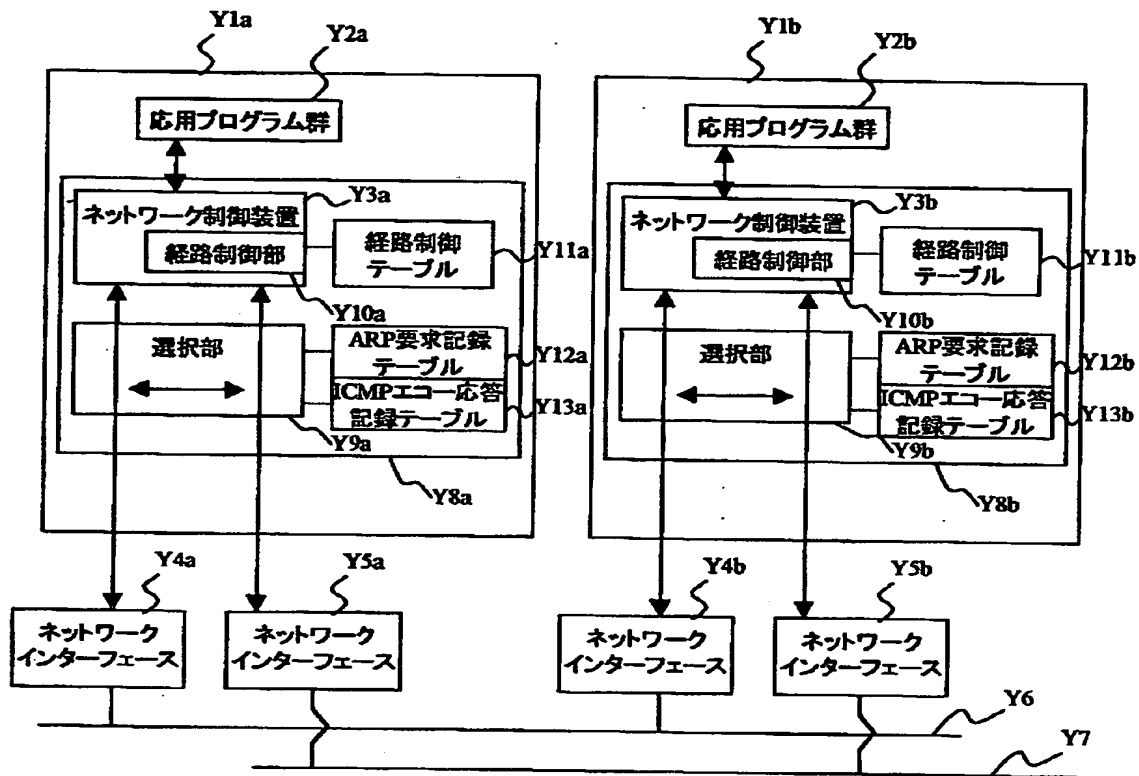 Y1a
Y2a
応用プログラム群
Y3a
ネットワーク制御装置
経路制御部
経路制御
テーブル
Y11a
Y10a
選択部
ARP要求記録
テーブル
Y12a
ICMPエコー応答
記録テーブル
Y13a
Y9a
Y8a
Y4a
Y5a
ネットワーク
インターフェース
ネットワーク
インターフェース
Y1b
Y2b
応用プログラム群
Y3b
ネットワーク制御装置
経路制御部
経路制御
テーブル
Y11b
Y10b
選択部
ARP要求記録
テーブル
Y12b
ICMPエコー応答
記録テーブル
Y13b
Y9b
Y8b
Y4b
Y5b
ネットワーク
インターフェース
ネットワーク
インターフェース
Y6
Y7